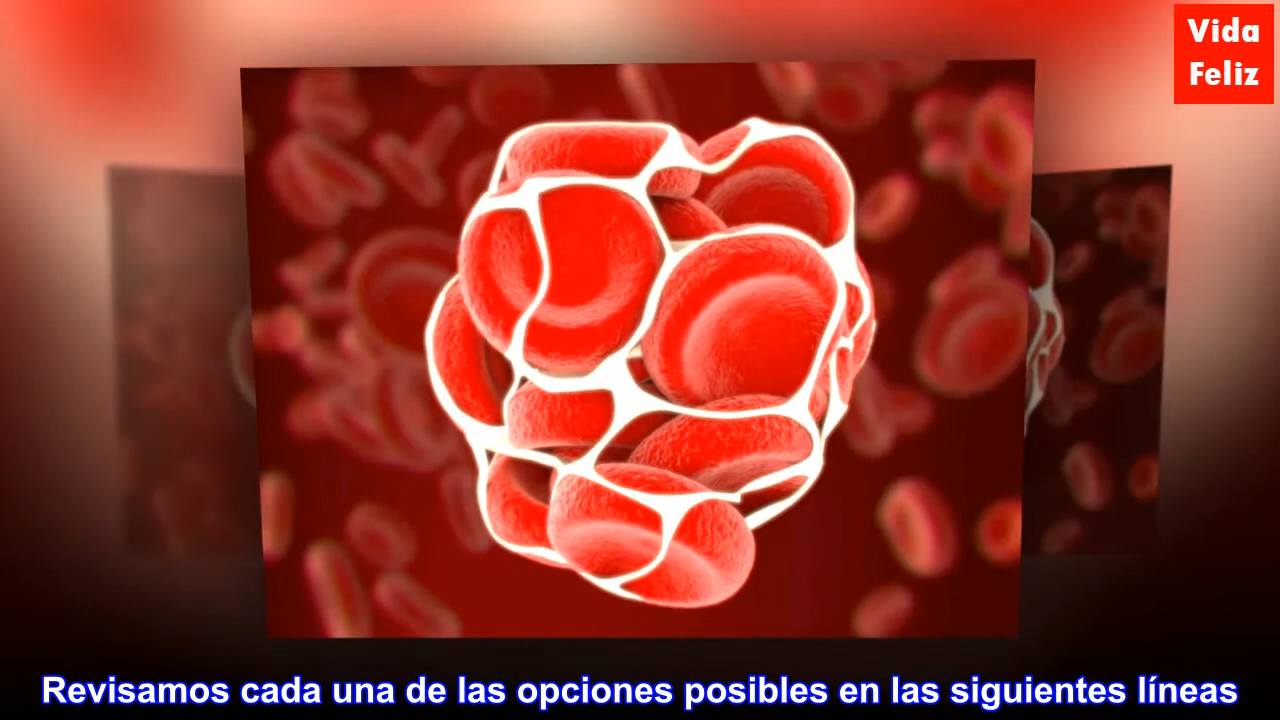 Vida
Feliz
Revisamos cada una de las opciones posibles en las siguientes líneas